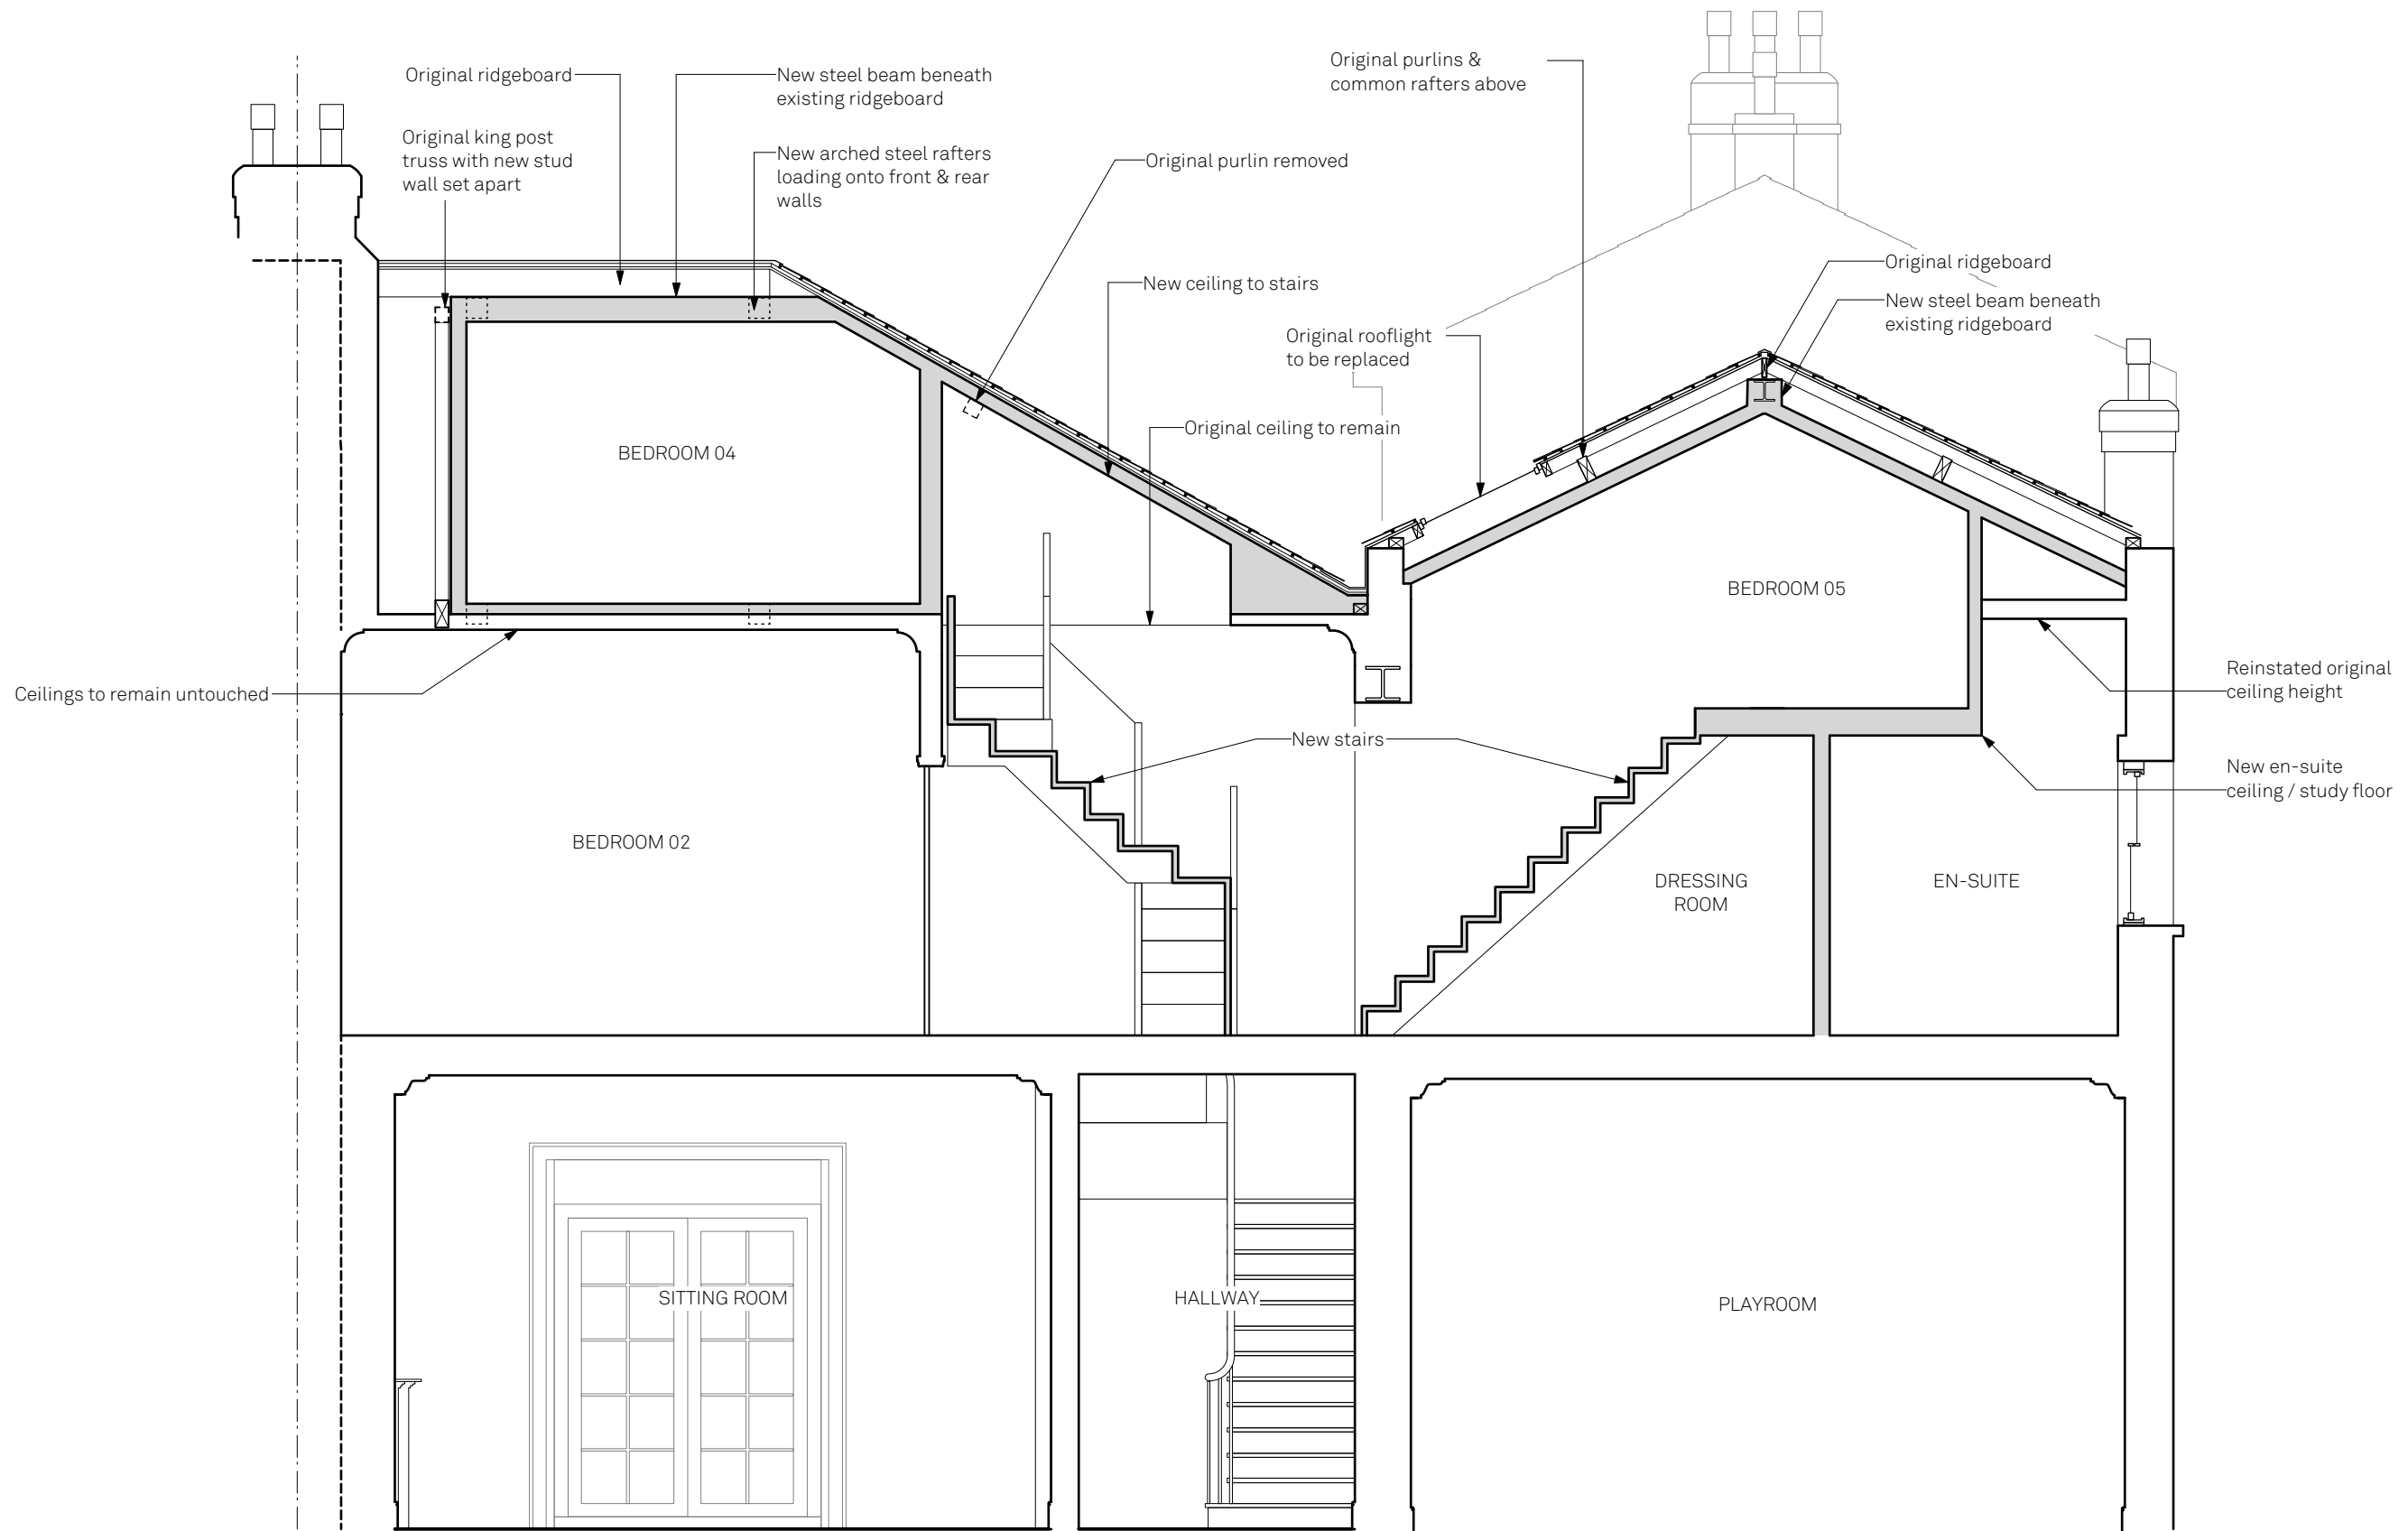 Original ridgeboard
New steel beam beneath
existing ridgeboard
Original purlins &
common rafters above
Original king post
truss with new stud
wall set apart
New arched steel rafters
loading onto front & rear
walls
Original purlin removed
Original ridgeboard
New ceiling to stairs
New steel beam beneath
existing ridgeboard
Original rooflight
to be replaced
Original ceiling to remain
BEDROOM 04
BEDROOM 05
Ceilings to remain untouched
Reinstated original
ceiling height
New stairs
New en-suite
ceiling / study floor
BEDROOM 02
DRESSING
ROOM
EN-SUITE
SITTING ROOM
HALLWAY
PLAYROOM